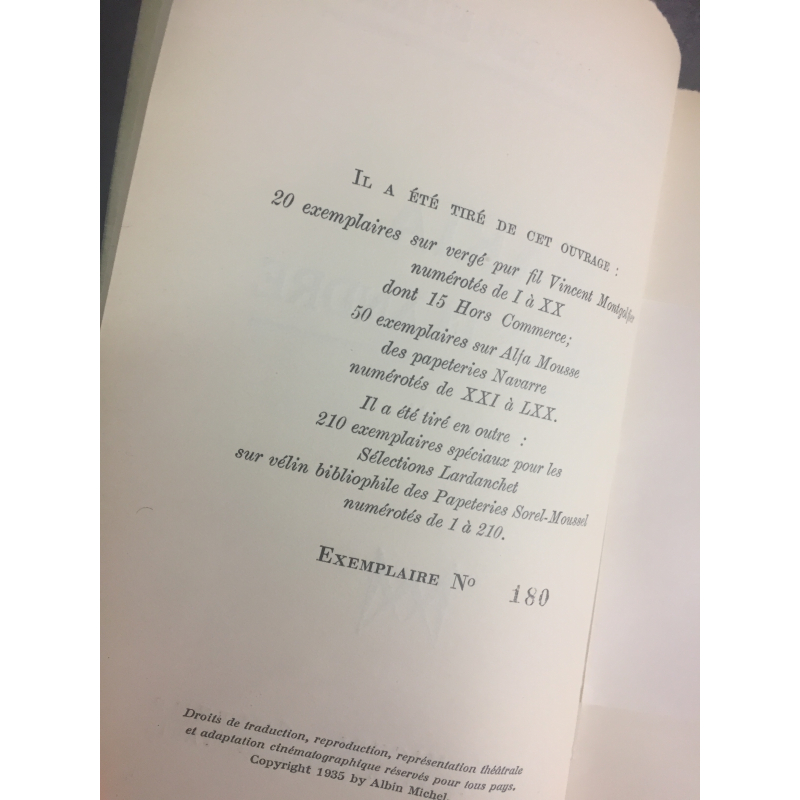 Il a été tiré de cet ouvrage :
20 exemplaires sur vergé pur fil Vincent Montgolfier
numérotés de I à XX
dont 15 Hors Commerce;
50 exemplaires sur Alfa Mousse
des papeteries Navarre
numérotés de XXI à LXX.
Il a été tiré en outre :
210 exemplaires spéciaux pour les
Sélections Lardanchet
sur vélin bibliophile des Papeteries Sorel-Moussel
numérotés de 1 à 210.
Exemplaire No 180
Droits de traduction, reproduction, représentation théâtrale
et adaptation cinématographique réservés pour tous pays.
Copyright 1935 by Albin Michel